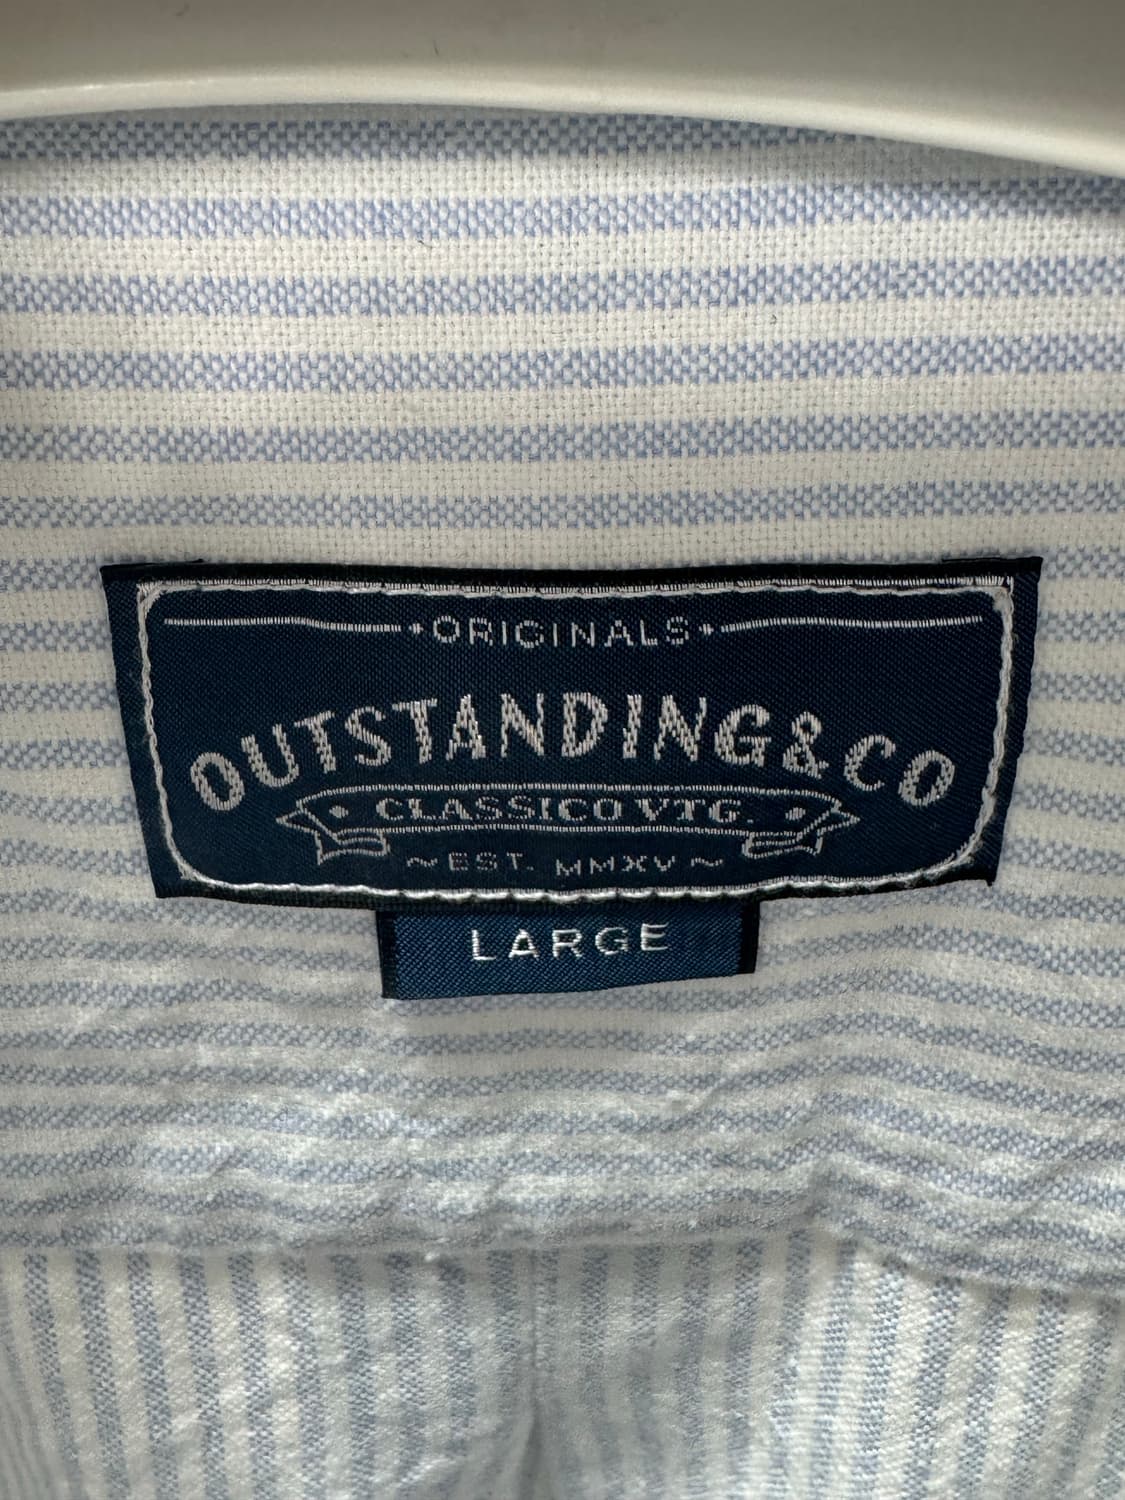 ORIGINALS
OUTSTANDING&CO
CLASSICO VTG.
~EST. MMXV~
LARGE